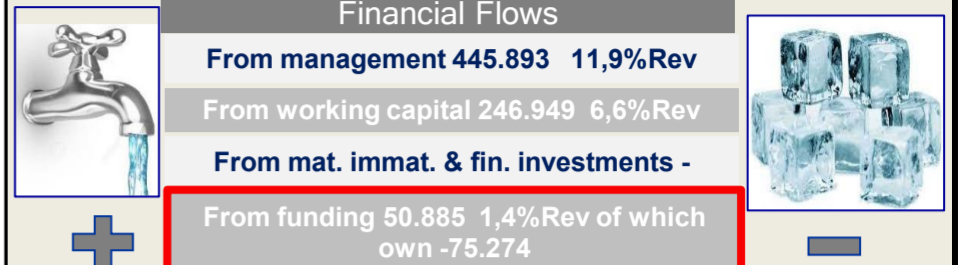 Financial Flows
From management 445.893 11,9%Rev
From working capital 246.949 6,6%Rev
From mat. immat. & fin. investments -
From funding 50.885 1,4%Rev of which
own -75.274